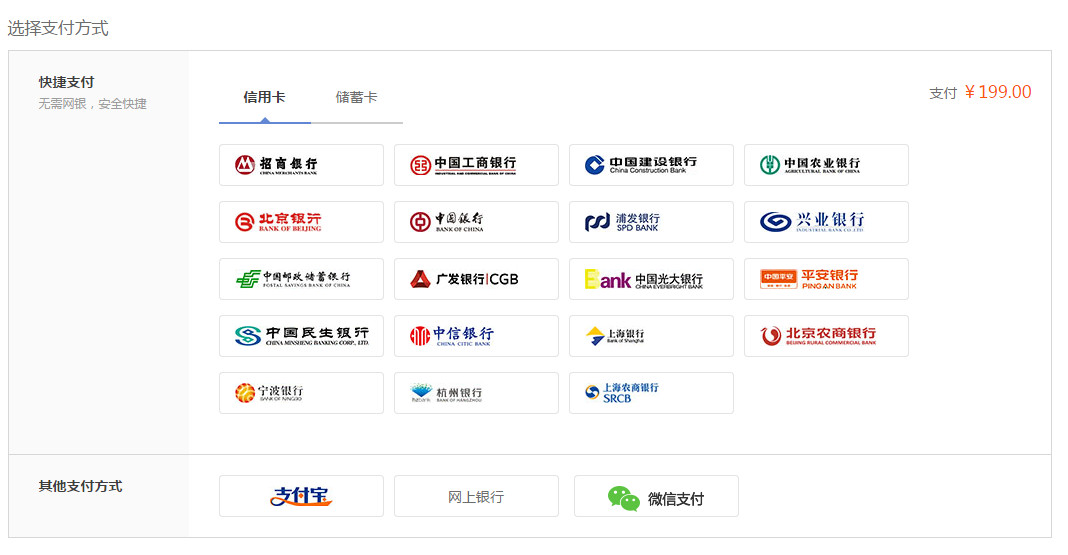 选择支付方式
快捷支付
无需网银，安全快捷
信用卡
储蓄卡
支付 ￥199.00
招商银行
CHINA MERCHANTS BANK
中国工商银行
INDUSTRIAL AND COMMERCIAL BANK OF CHINA
中国建设银行
China Construction Bank
中国农业银行
AGRICULTURAL BANK OF CHINA
北京银行
BANK OF BEIJING
中国银行
BANK OF CHINA
浦发银行
SPD BANK
兴业银行
INDUSTRIAL BANK CO.,LTD.
中国邮政储蓄银行
POSTAL SAVINGS BANK OF CHINA
广发银行|CGB
Bank 中国光大银行
CHINA EVERBRIGHT BANK
中国平安
平安银行
PING AN BANK
中国民生银行
CHINA MINSHENG BANKING CORP., LTD.
中信银行
CHINA CITIC BANK
上海银行
Bank of Shanghai
北京农商银行
BEIJING RURAL COMMERCIAL BANK
宁波银行
BANK OF NINGBO
杭州银行
BANK OF HANGZHOU
上海农商银行
SRCB
其他支付方式
支付宝
网上银行
微信支付